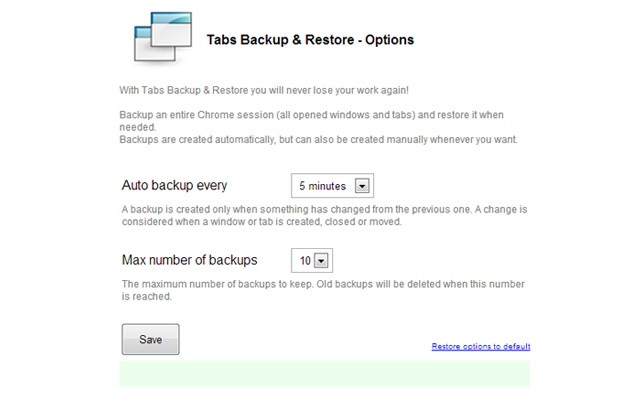 Tabs Backup & Restore - Options
With Tabs Backup & Restore you will never lose your work again!
Backup an entire Chrome session (all opened windows and tabs) and restore it when
needed.
Backups are created automatically, but can also be created manually whenever you want.
Auto backup every 5 minutes
A backup is created only when something has changed from the previous one. A change is
considered when a window or tab is created, closed or moved.
Max number of backups 10
The maximum number of backups to keep. Old backups will be deleted when this number
is reached.
Save
Restore options to default